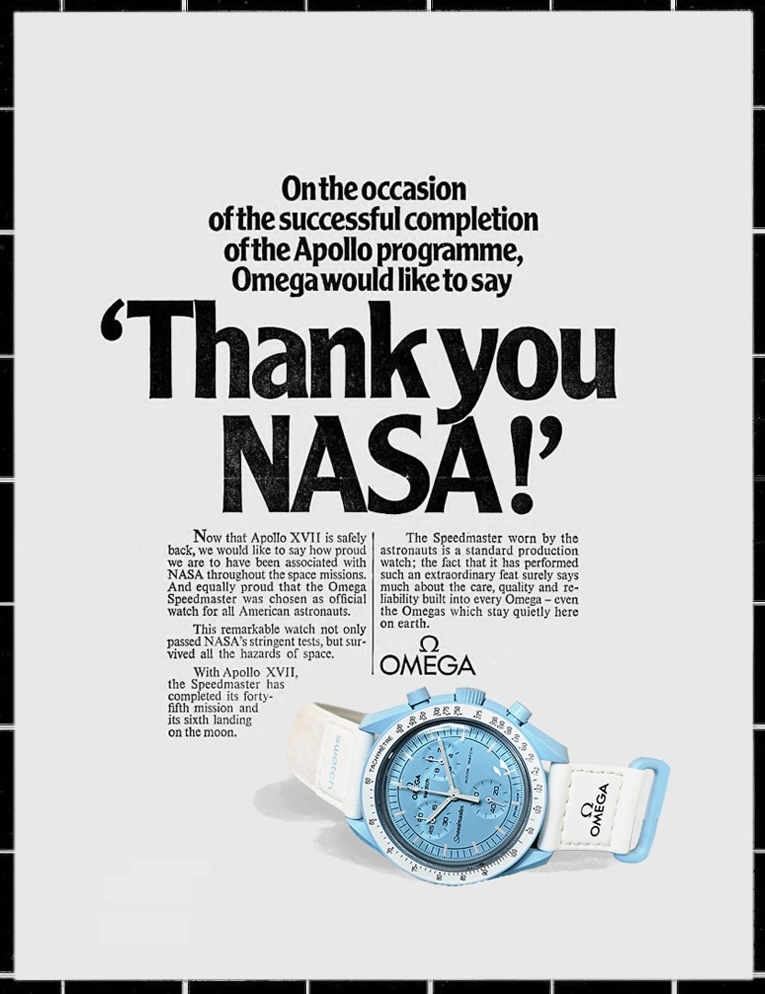 On the occasion
of the successful completion
of the Apollo programme,
Omega would like to say
‘Thank you
NASA!’
Now that Apollo XVII is safely
back, we would like to say how proud
we are to have been associated with
NASA throughout the space missions.
And equally proud that the Omega
Speedmaster was chosen as official
watch for all American astronauts.
This remarkable watch not only
passed NASA's stringent tests, but sur-
vived all the hazards of space.
With Apollo XVII,
the Speedmaster has
completed its forty-
fifth mission and
its sixth landing
on the moon.
The Speedmaster worn by the
astronauts is a standard production
watch; the fact that it has performed
such an extraordinary feat surely says
much about the care, quality and re-
liability built into every Omega – even
the Omegas which stay quietly here
on earth.
Ω
OMEGA
swatch
TACHYMÈTRE
Ω
OMEGA
swatch
MOON WATCH
Speedmaster
Ω
OMEGA